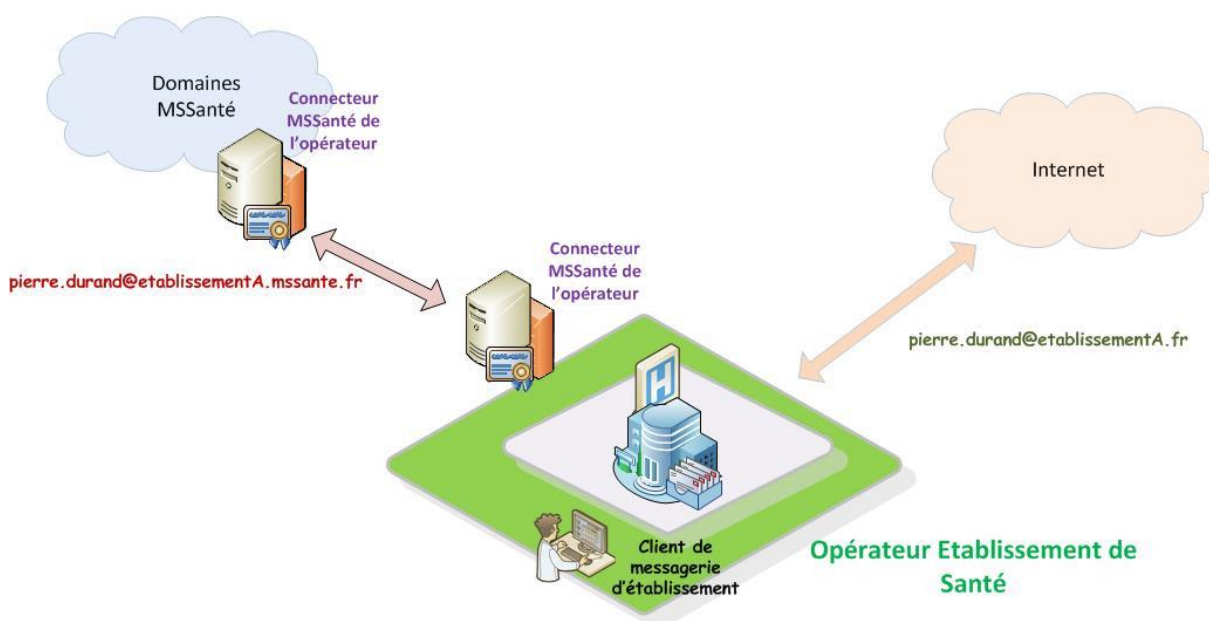 Domaines
MSSanté
Connecteur
MSSanté de
l'opérateur
Internet
pierre.durand@etablissementA.mssante.fr
Connecteur
MSSanté de
l'opérateur
pierre.durand@etablissementA.fr
H
Client de
messagerie
d'établissement
Opérateur Etablissement de
Santé